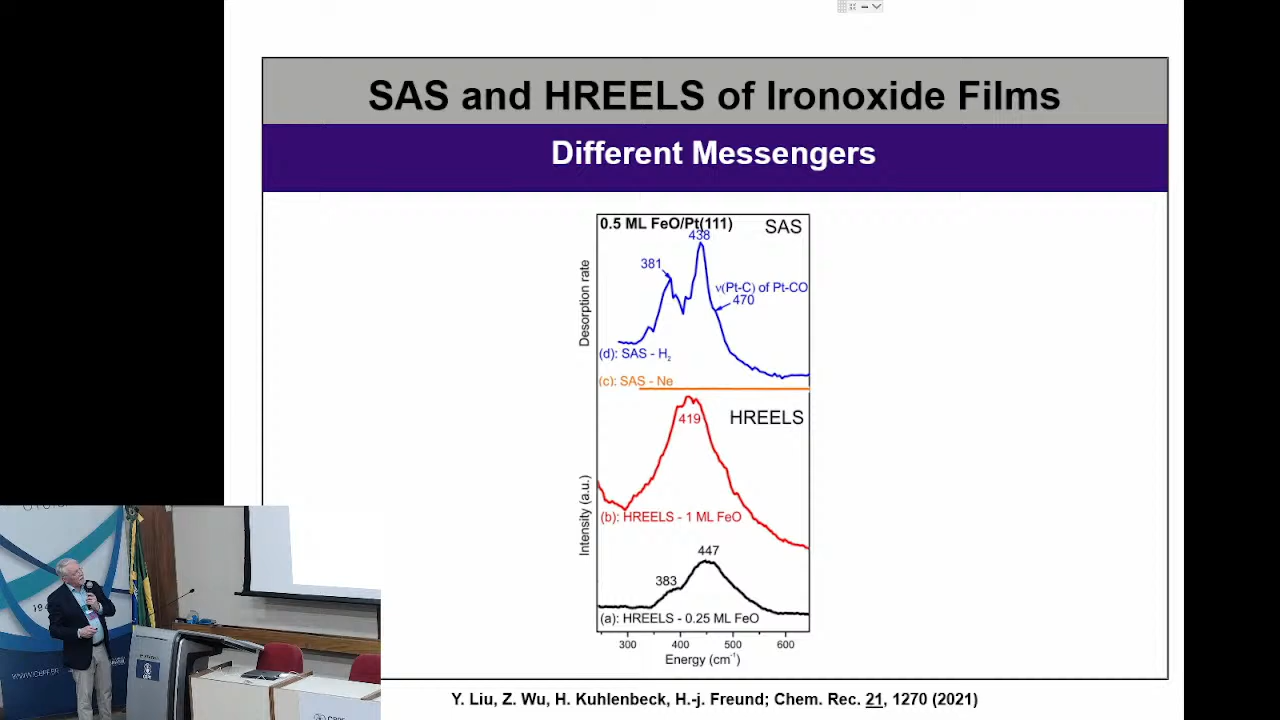 SAS and HREELS of Ironoxide Films
Different Messengers
0.5 ML FeO/Pt(111)
SAS
438
381
ν(Pt-C) of Pt-CO
470
Desorption rate
(d): SAS - H₂
(c): SAS - Ne
419
HREELS
Intensity (a.u.)
(b): HREELS - 1 ML FeO
447
383
(a): HREELS - 0.25 ML FeO
300 400 500 600
Energy (cm⁻¹)
Y. Liu, Z. Wu, H. Kuhlenbeck, H.-j. Freund; Chem. Rec. 21, 1270 (2021)